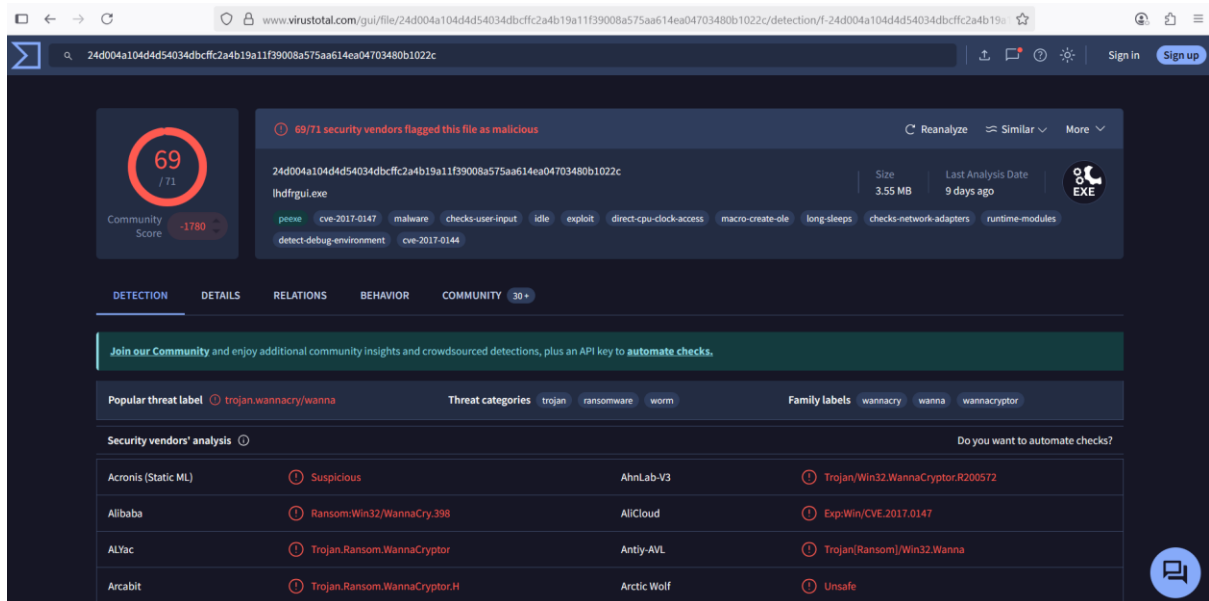 www.virustotal.com/gui/file/24d004a104d4d54034dbcffc2a4b19a11f39008a575aa614ea04703480b1022c/detection/f-24d004a104d4d54034dbcffc2a4b19a
24d004a104d4d54034dbcffc2a4b19a11f39008a575aa614ea04703480b1022c
Sign in
Sign up
69
/ 71
Community Score
-1780
69/71 security vendors flagged this file as malicious
Reanalyze
Similar
More
24d004a104d4d54034dbcffc2a4b19a11f39008a575aa614ea04703480b1022c
lhdfrgui.exe
Size
3.55 MB
Last Analysis Date
9 days ago
EXE
peexe cve-2017-0147 malware checks-user-input idle exploit direct-cpu-clock-access macro-create-ole long-sleeps checks-network-adapters runtime-modules
detect-debug-environment cve-2017-0144
DETECTION DETAILS RELATIONS BEHAVIOR COMMUNITY 30+
Join our Community and enjoy additional community insights and crowdsourced detections, plus an API key to automate checks.
Popular threat label trojan.wannacry/wanna Threat categories trojan ransomware worm Family labels wannacry wanna wannacryptor
Security vendors' analysis Do you want to automate checks?
Acronis (Static ML) Suspicious AhnLab-V3 Trojan/Win32.WannaCryptor.R200572
Alibaba Ransom:Win32/WannaCry.398 AliCloud Exp:Win/CVE.2017.0147
ALYac Trojan.Ransom.WannaCryptor Antiy-AVL Trojan[Ransom]/Win32.Wanna
Arcabit Trojan.Ransom.WannaCryptor.H Arctic Wolf Unsafe